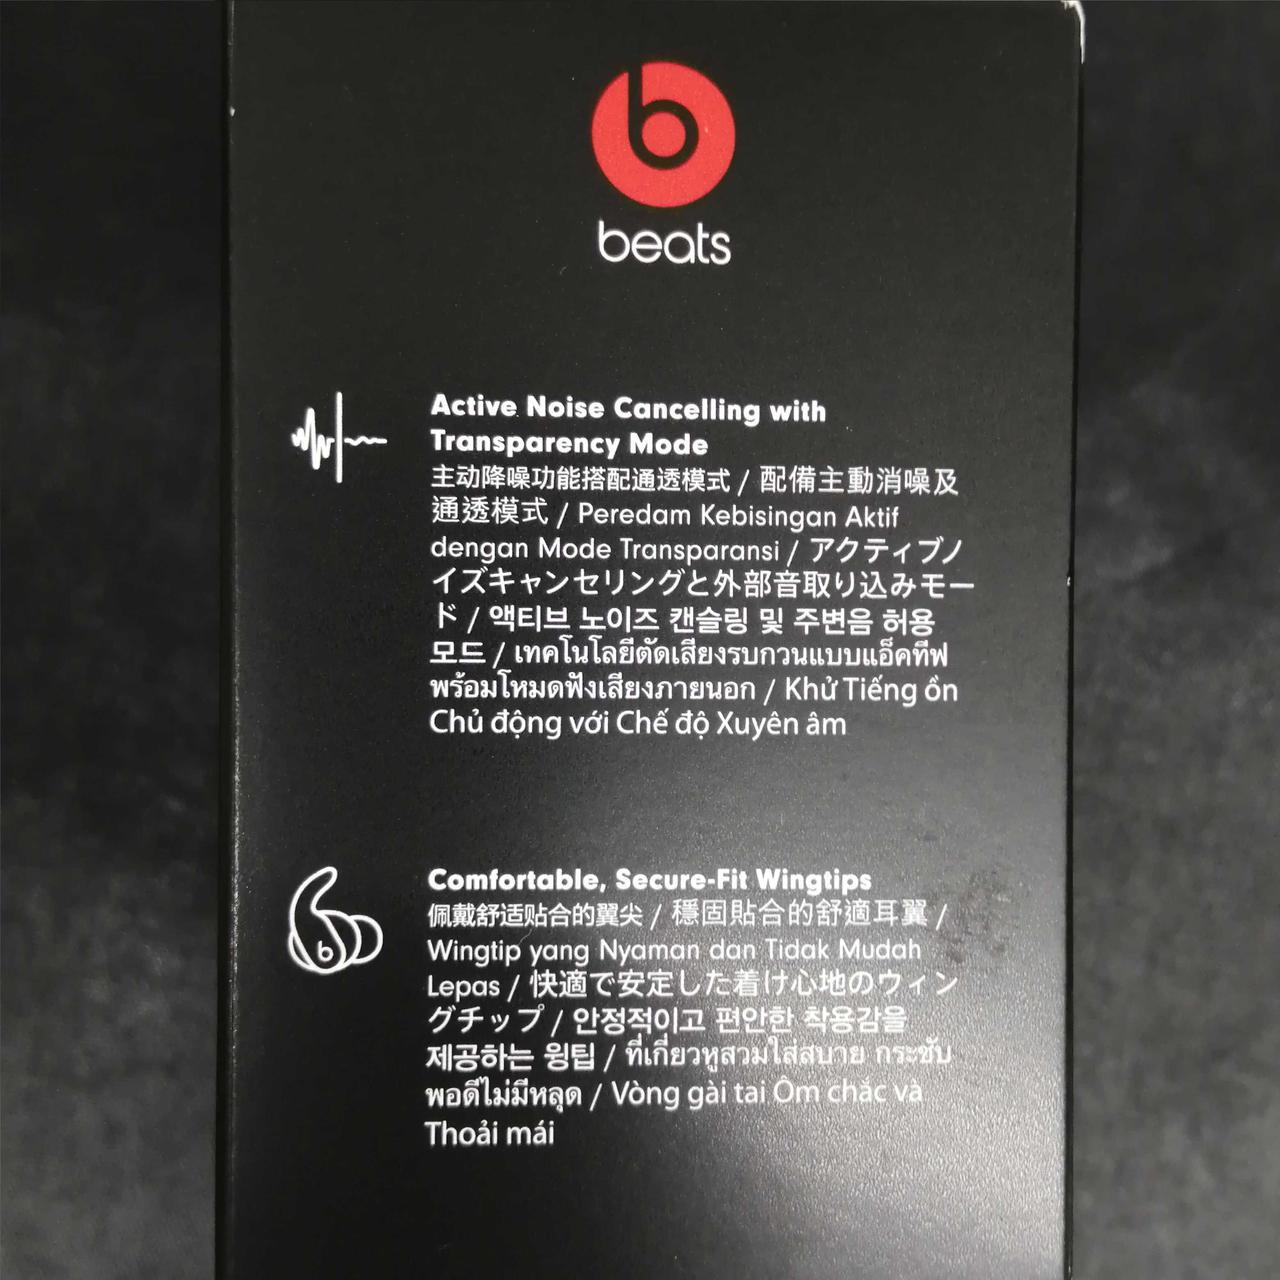 b
beats
Active Noise Cancelling with
Transparency Mode
主动降噪功能搭配通透模式 / 配備主動消噪及
通透模式 / Peredam Kebisingan Aktif
dengan Mode Transparansi / アクティブノ
イズキャンセリングと外部音取り込みモー
ド / 액티브 노이즈 캔슬링 및 주변음 허용
모드 / เทคโนโลยีตัดเสียงรบกวนแบบแอ็คทีฟ
พร้อมโหมดฟังเสียงภายนอก / Khử Tiếng ồn
Chủ động với Chế độ Xuyên âm
Comfortable, Secure-Fit Wingtips
佩戴舒适贴合的翼尖 / 穩固貼合的舒適耳翼 /
Wingtip yang Nyaman dan Tidak Mudah
Lepas / 快適で安定した着け心地のウィン
グチップ / 안정적이고 편안한 착용감을
제공하는 윙팁 / ที่เกี่ยวหูสวมใส่สบาย กระชับ
พอดีไม่มีหลุด / Vòng gài tai Ôm chắc và
Thoải mái
b